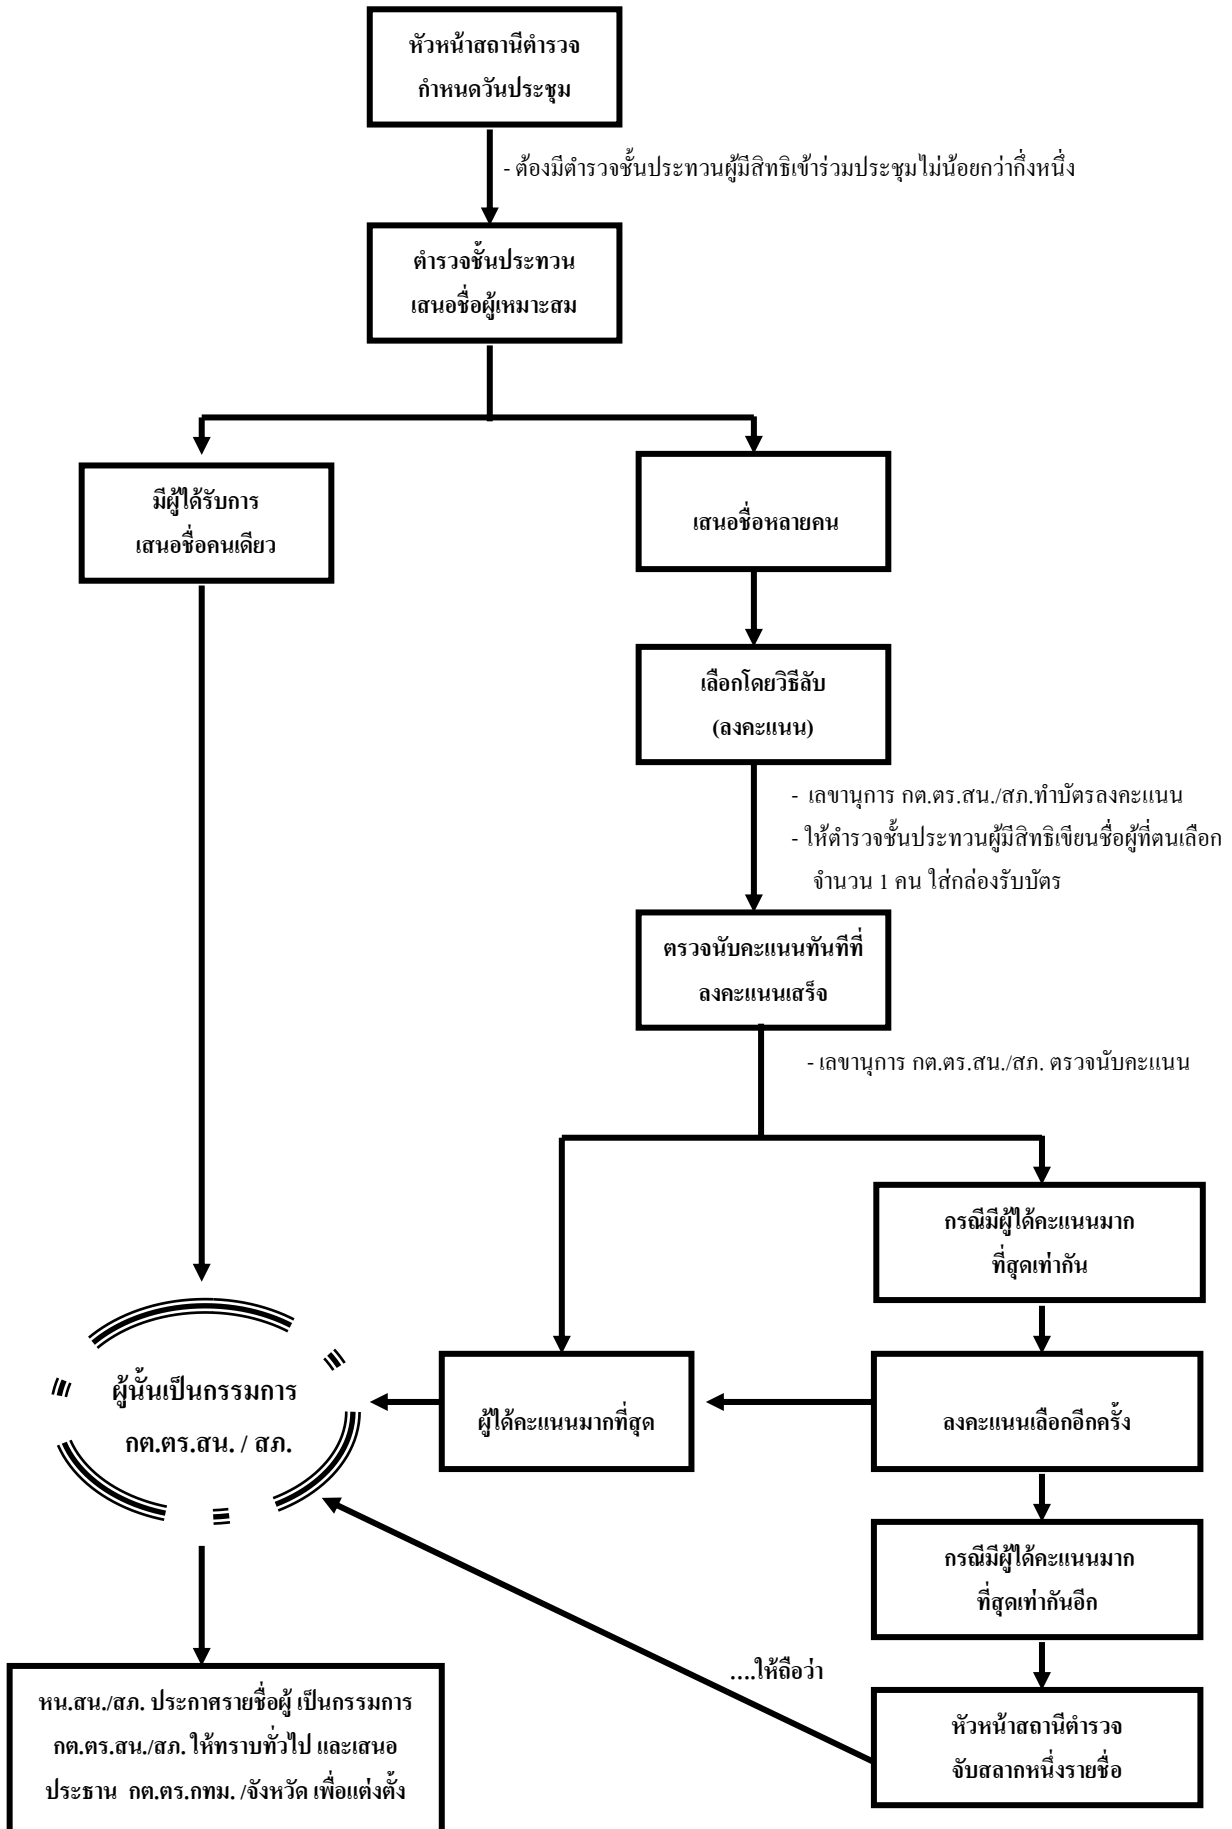 หัวหน้าสถานีตำรวจ
กำหนดวันประชุม
- ต้องมีตำรวจชั้นประทวนผู้มีสิทธิเข้าร่วมประชุมไม่น้อยกว่ากึ่งหนึ่ง
ตำรวจชั้นประทวน
เสนอชื่อผู้เหมาะสม
มีผู้ได้รับการ
เสนอชื่อคนเดียว
เสนอชื่อหลายคน
เลือกโดยวิธีลับ
(ลงคะแนน)
- เลขานุการ กต.ตร.สน./สภ.ทำบัตรลงคะแนน
- ให้ตำรวจชั้นประทวนผู้มีสิทธิเขียนชื่อผู้ที่ตนเลือก
จำนวน 1 คน ใส่กล่องรับบัตร
ตรวจนับคะแนนทันทีที่
ลงคะแนนเสร็จ
- เลขานุการ กต.ตร.สน./สภ. ตรวจนับคะแนน
กรณีมีผู้ได้คะแนนมาก
ที่สุดเท่ากัน
ผู้นั้นเป็นกรรมการ
กต.ตร.สน. / สภ.
ผู้ได้คะแนนมากที่สุด
ลงคะแนนเลือกอีกครั้ง
กรณีมีผู้ได้คะแนนมาก
ที่สุดเท่ากันอีก
....ให้ถือว่า
หัวหน้าสถานีตำรวจ
จับสลากหนึ่งรายชื่อ
หน.สน./สภ. ประกาศรายชื่อผู้ เป็นกรรมการ
กต.ตร.สน./สภ. ให้ทราบทั่วไป และเสนอ
ประธาน กต.ตร.กทม. /จังหวัด เพื่อแต่งตั้ง